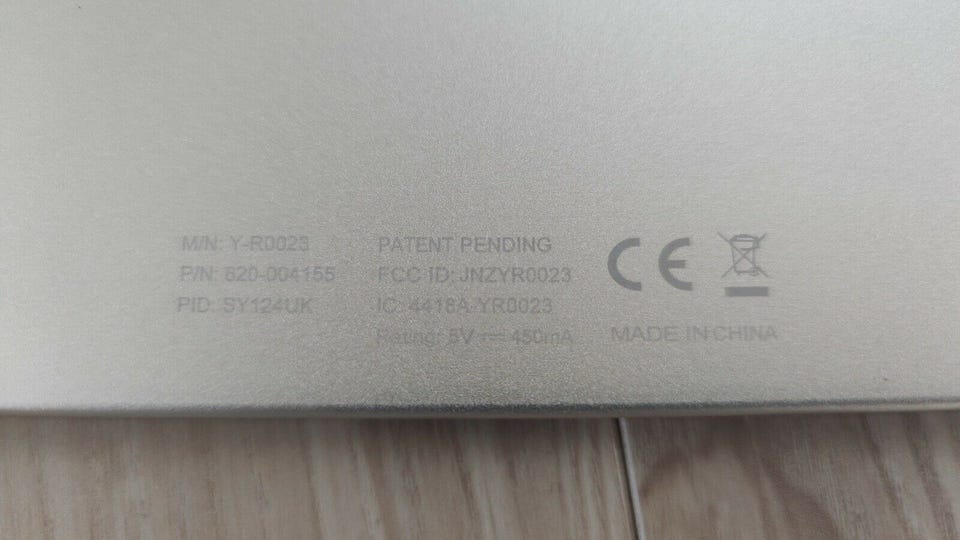 M/N: Y-R0023
P/N: 820-004155
PID: SY124UK
PATENT PENDING
FCC ID: JNZYR0023
IC: 4418A-YR0023
Rating: 5V ⎓ 450mA
CE
MADE IN CHINA